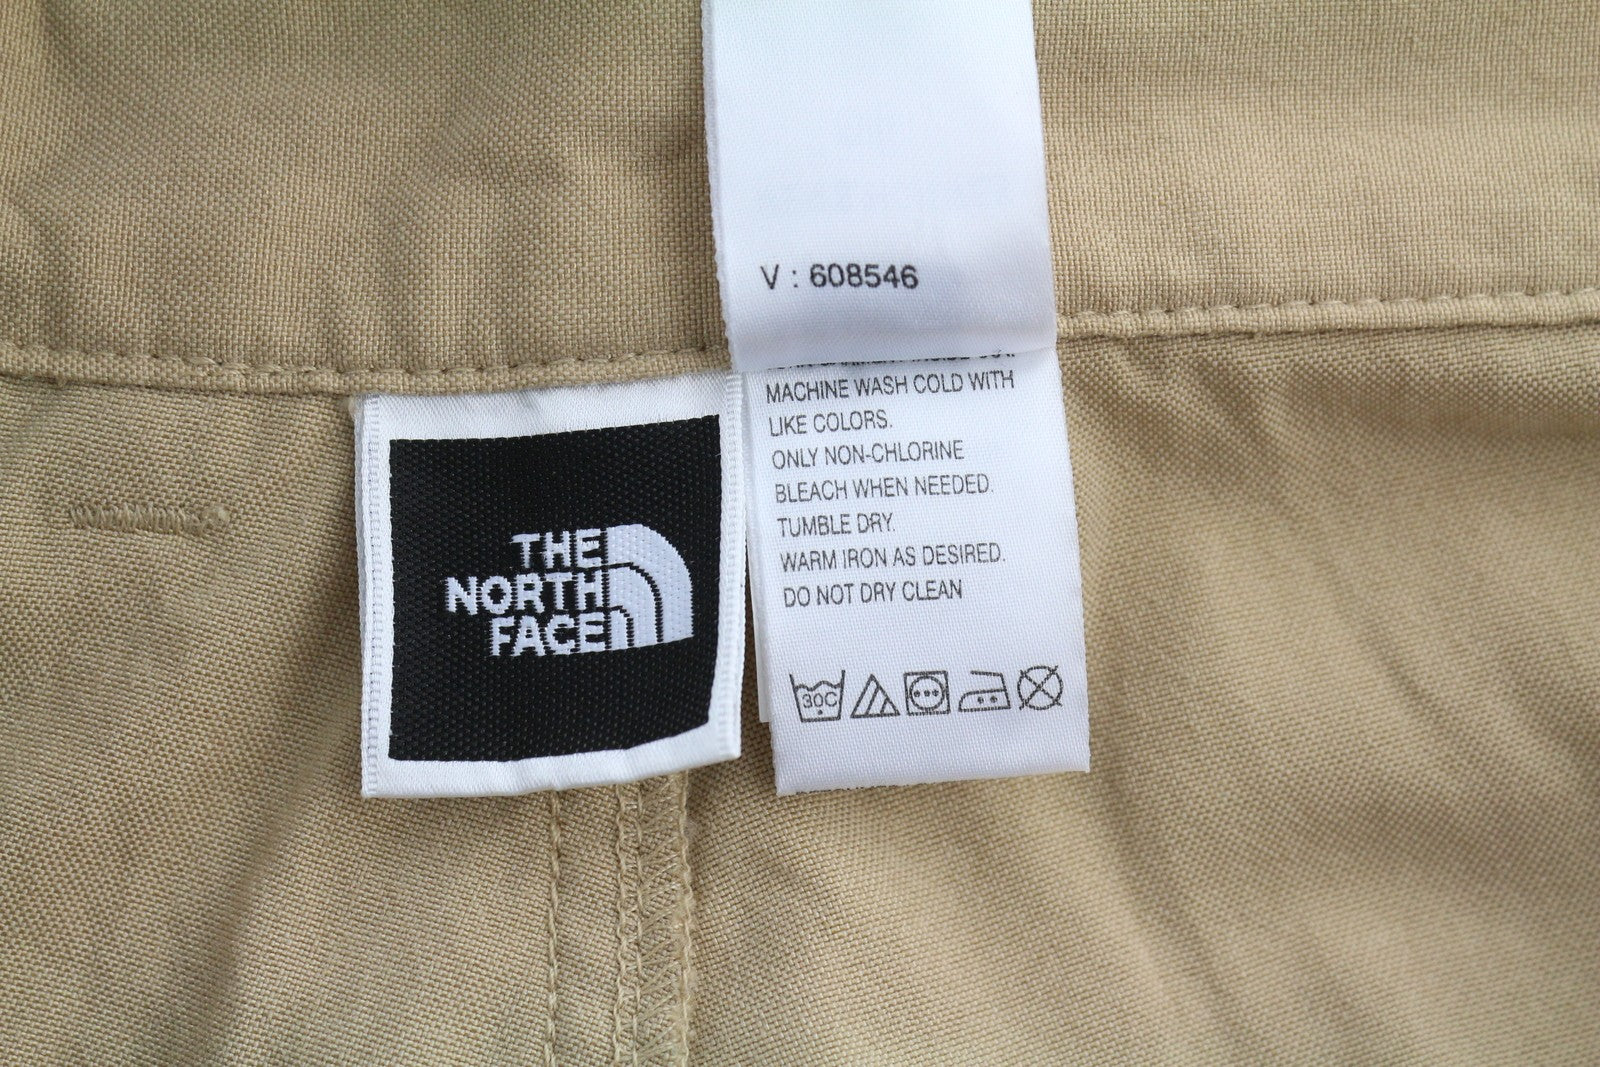 V : 608546
MACHINE WASH COLD WITH
LIKE COLORS.
ONLY NON-CHLORINE
BLEACH WHEN NEEDED.
TUMBLE DRY.
WARM IRON AS DESIRED.
DO NOT DRY CLEAN
30C
THE
NORTH
FACE